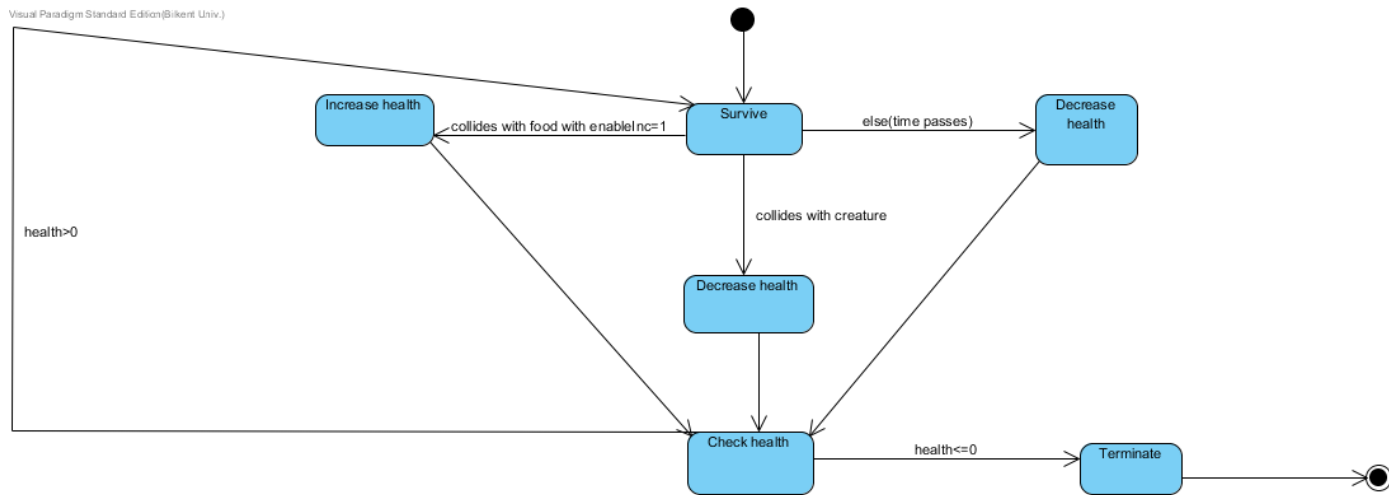 Visual Paradigm Standard Edition(Bilkent Univ.)
Increase health
Survive
Decrease
health
collides with food with enableInc=1
else(time passes)
collides with creature
health>0
Decrease health
Check health
health<=0
Terminate